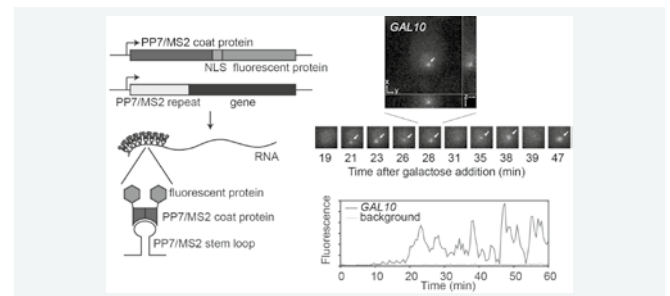 PP7/MS2 coat protein
NLS fluorescent protein
PP7/MS2 repeat gene
RNA
fluorescent protein
PP7/MS2 coat protein
PP7/MS2 stem loop
GAL10
x
y
19 21 23 26 28 31 35 38 39 47
Time after galactose addition (min)
Fluorescence
GAL10
background
0 10 20 30 40 50 60
Time (min)